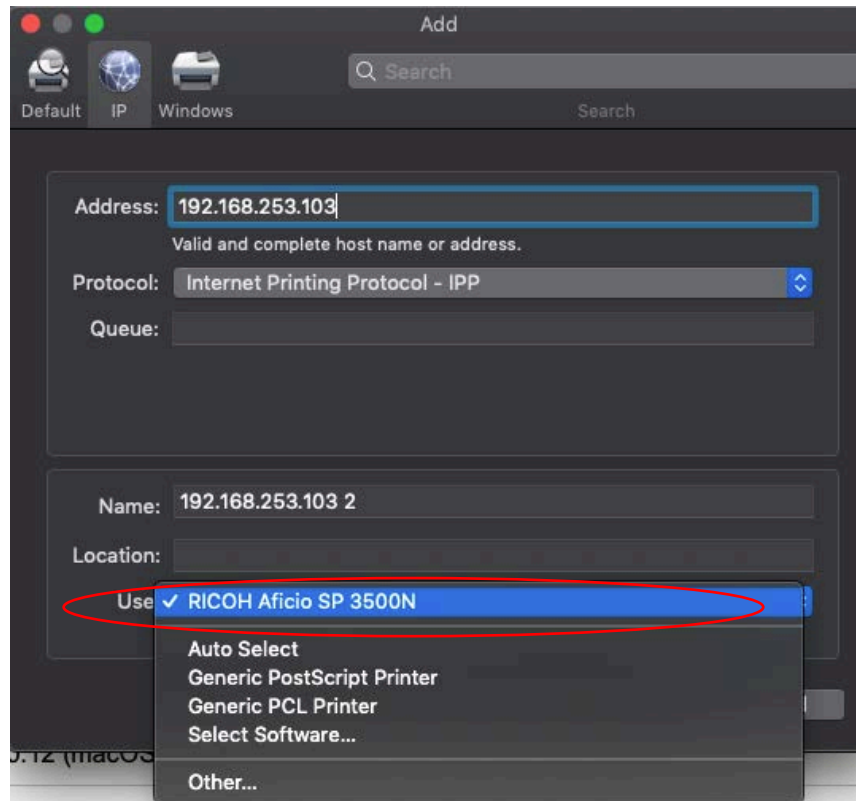 Add
Search
Default IP Windows Search
Address: 192.168.253.103
Valid and complete host name or address.
Protocol: Internet Printing Protocol - IPP
Queue:
Name: 192.168.253.103 2
Location:
Use ✓ RICOH Aficio SP 3500N
Auto Select
Generic PostScript Printer
Generic PCL Printer
Select Software...
(macOS
Other...